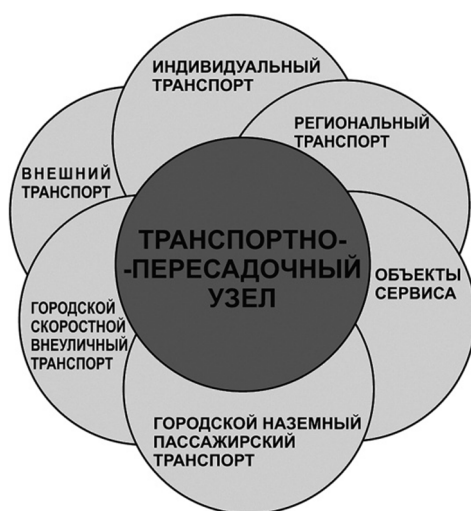 ИНДИВИДУАЛЬНЫЙ
ТРАНСПОРТ
РЕГИОНАЛЬНЫЙ
ТРАНСПОРТ
ВНЕШНИЙ
ТРАНСПОРТ
ТРАНСПОРТНО-
-ПЕРЕСАДОЧНЫЙ
УЗЕЛ
ОБЪЕКТЫ
СЕРВИСА
ГОРОДСКОЙ
СКОРОСТНОЙ
ВНЕУЛИЧНЫЙ
ТРАНСПОРТ
ГОРОДСКОЙ НАЗЕМНЫЙ
ПАССАЖИРСКИЙ
ТРАНСПОРТ